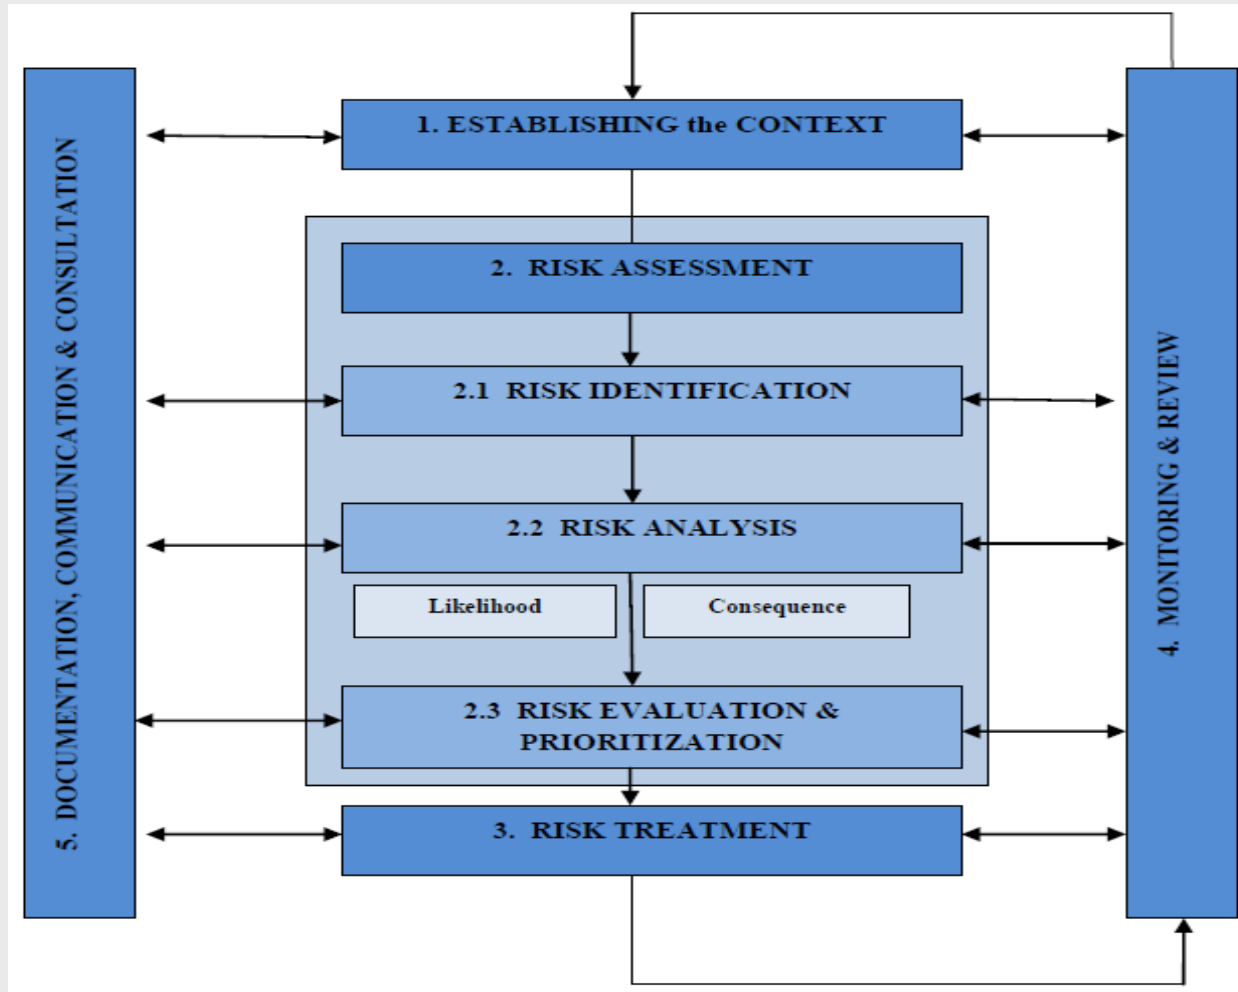 1. ESTABLISHING the CONTEXT
2. RISK ASSESSMENT
2.1 RISK IDENTIFICATION
2.2 RISK ANALYSIS
Likelihood
Consequence
2.3 RISK EVALUATION &
PRIORITIZATION
3. RISK TREATMENT
4. MONITORING & REVIEW
5. DOCUMENTATION, COMMUNICATION & CONSULTATION